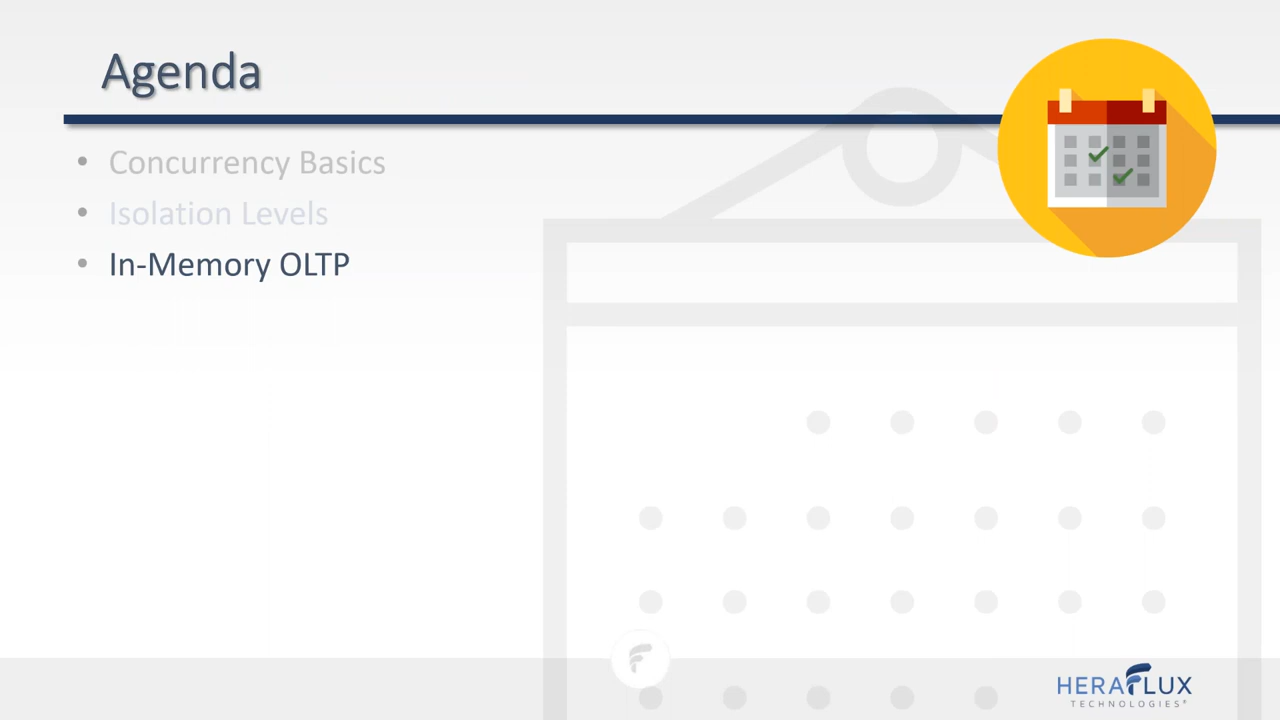 Agenda
• Concurrency Basics
• Isolation Levels
• In-Memory OLTP
HERAFLUX
TECHNOLOGIES®